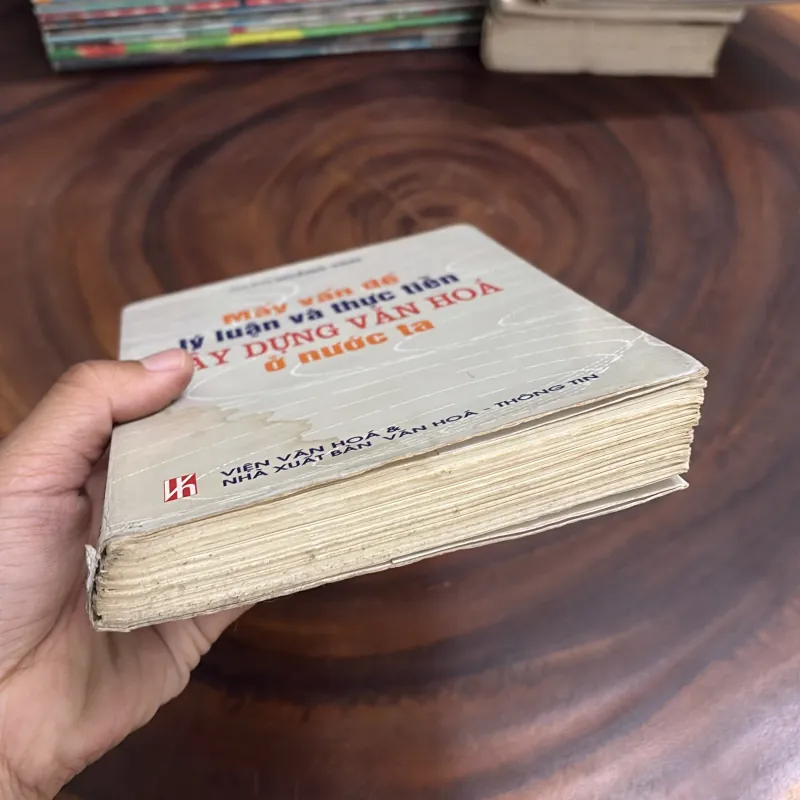 Mấy vấn đề
lý luận và thực tiễn
XÂY DỰNG VĂN HOÁ
ở nước ta
VIỆN VĂN HOÁ &
NHÀ XUẤT BẢN VĂN HOÁ - THÔNG TIN